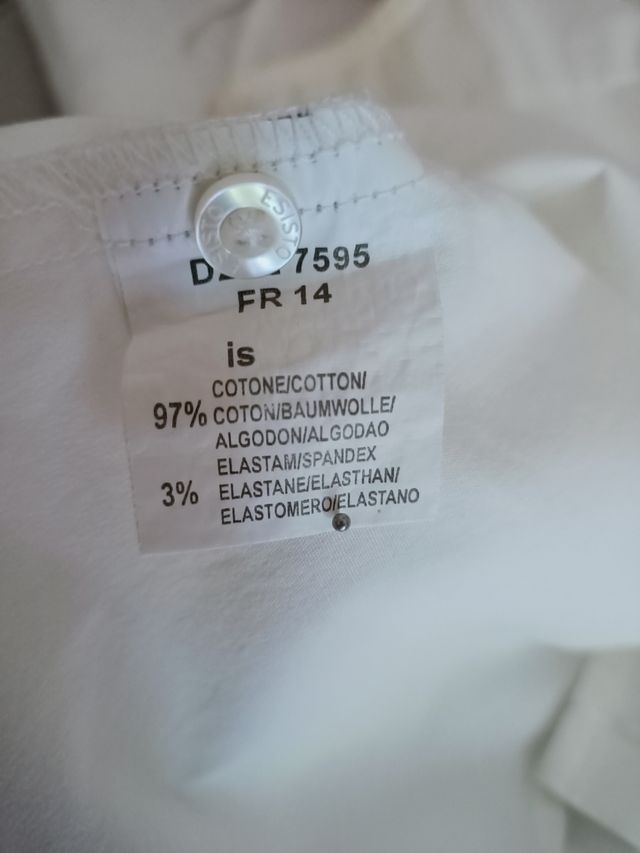 ESISTO
7595
FR 14
is
COTONE/COTTON/
97% COTON/BAUMWOLLE/
ALGODON/ALGODAO
ELASTAM/SPANDEX
3% ELASTANE/ELASTHAN/
ELASTOMERO/ELASTANO